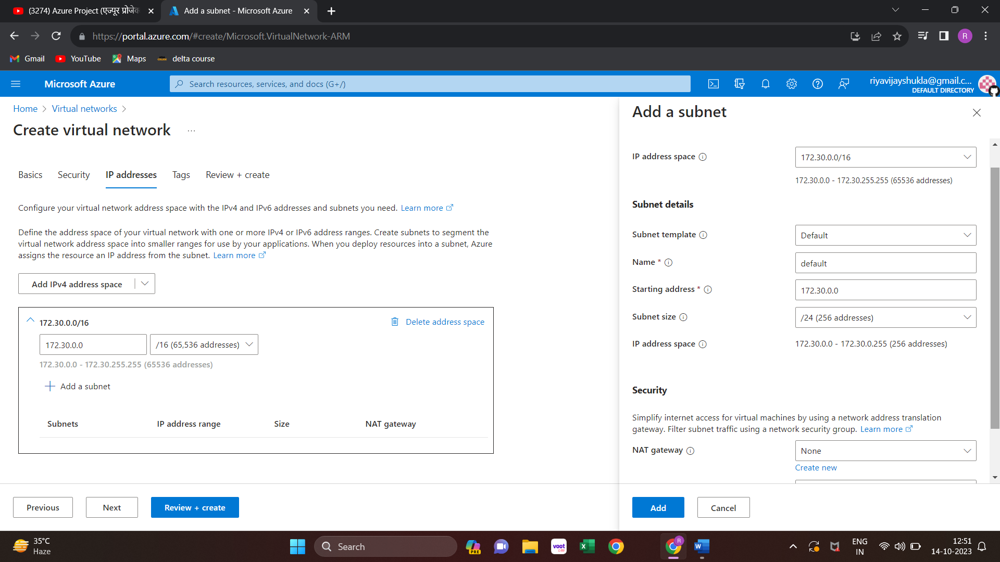 (3274) Azure Project (एज्यूर प्रोजेक
Add a subnet - Microsoft Azure
https://portal.azure.com/#create/Microsoft.VirtualNetwork-ARM
R
Gmail
YouTube
Maps
delta course
Microsoft Azure
Search resources, services, and docs (G+/)
riyavijayshukla@gmail.c...
DEFAULT DIRECTORY
Home > Virtual networks >
Create virtual network ...
Basics
Security
IP addresses
Tags
Review + create
Configure your virtual network address space with the IPv4 and IPv6 addresses and subnets you need. Learn more
Define the address space of your virtual network with one or more IPv4 or IPv6 address ranges. Create subnets to segment the
virtual network address space into smaller ranges for use by your applications. When you deploy resources into a subnet, Azure
assigns the resource an IP address from the subnet. Learn more
Add IPv4 address space
172.30.0.0/16
Delete address space
172.30.0.0
/16 (65,536 addresses)
172.30.0.0 - 172.30.255.255 (65536 addresses)
Add a subnet
Subnets
IP address range
Size
NAT gateway
Previous
Next
Review + create
Add a subnet
IP address space
172.30.0.0/16
172.30.0.0 - 172.30.255.255 (65536 addresses)
Subnet details
Subnet template
Default
Name *
default
Starting address *
172.30.0.0
Subnet size
/24 (256 addresses)
IP address space
172.30.0.0 - 172.30.0.255 (256 addresses)
Security
Simplify internet access for virtual machines by using a network address translation
gateway. Filter subnet traffic using a network security group. Learn more
NAT gateway
None
Create new
Add
Cancel
35°C
Haze
Search
PRE
voot
R
ENG
IN
12:51
14-10-2023